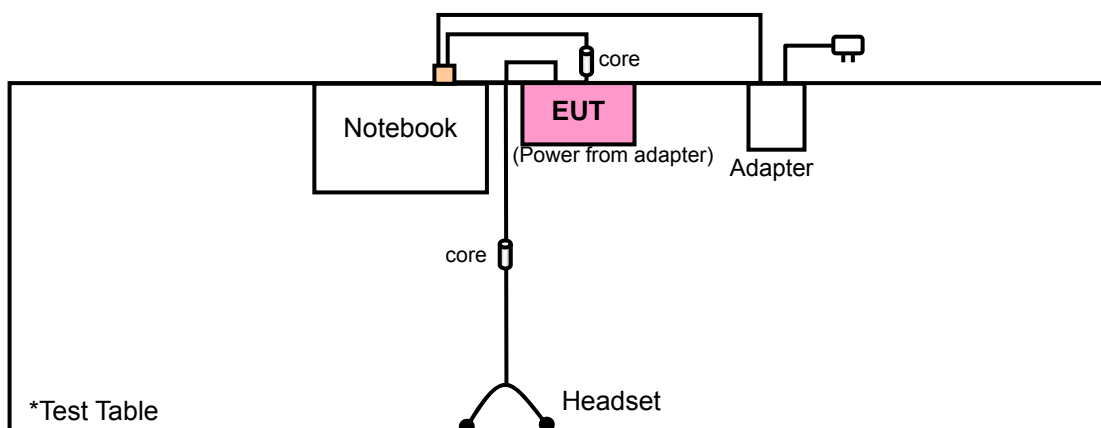 core
EUT
Notebook
(Power from adapter)
Adapter
core
Headset
*Test Table